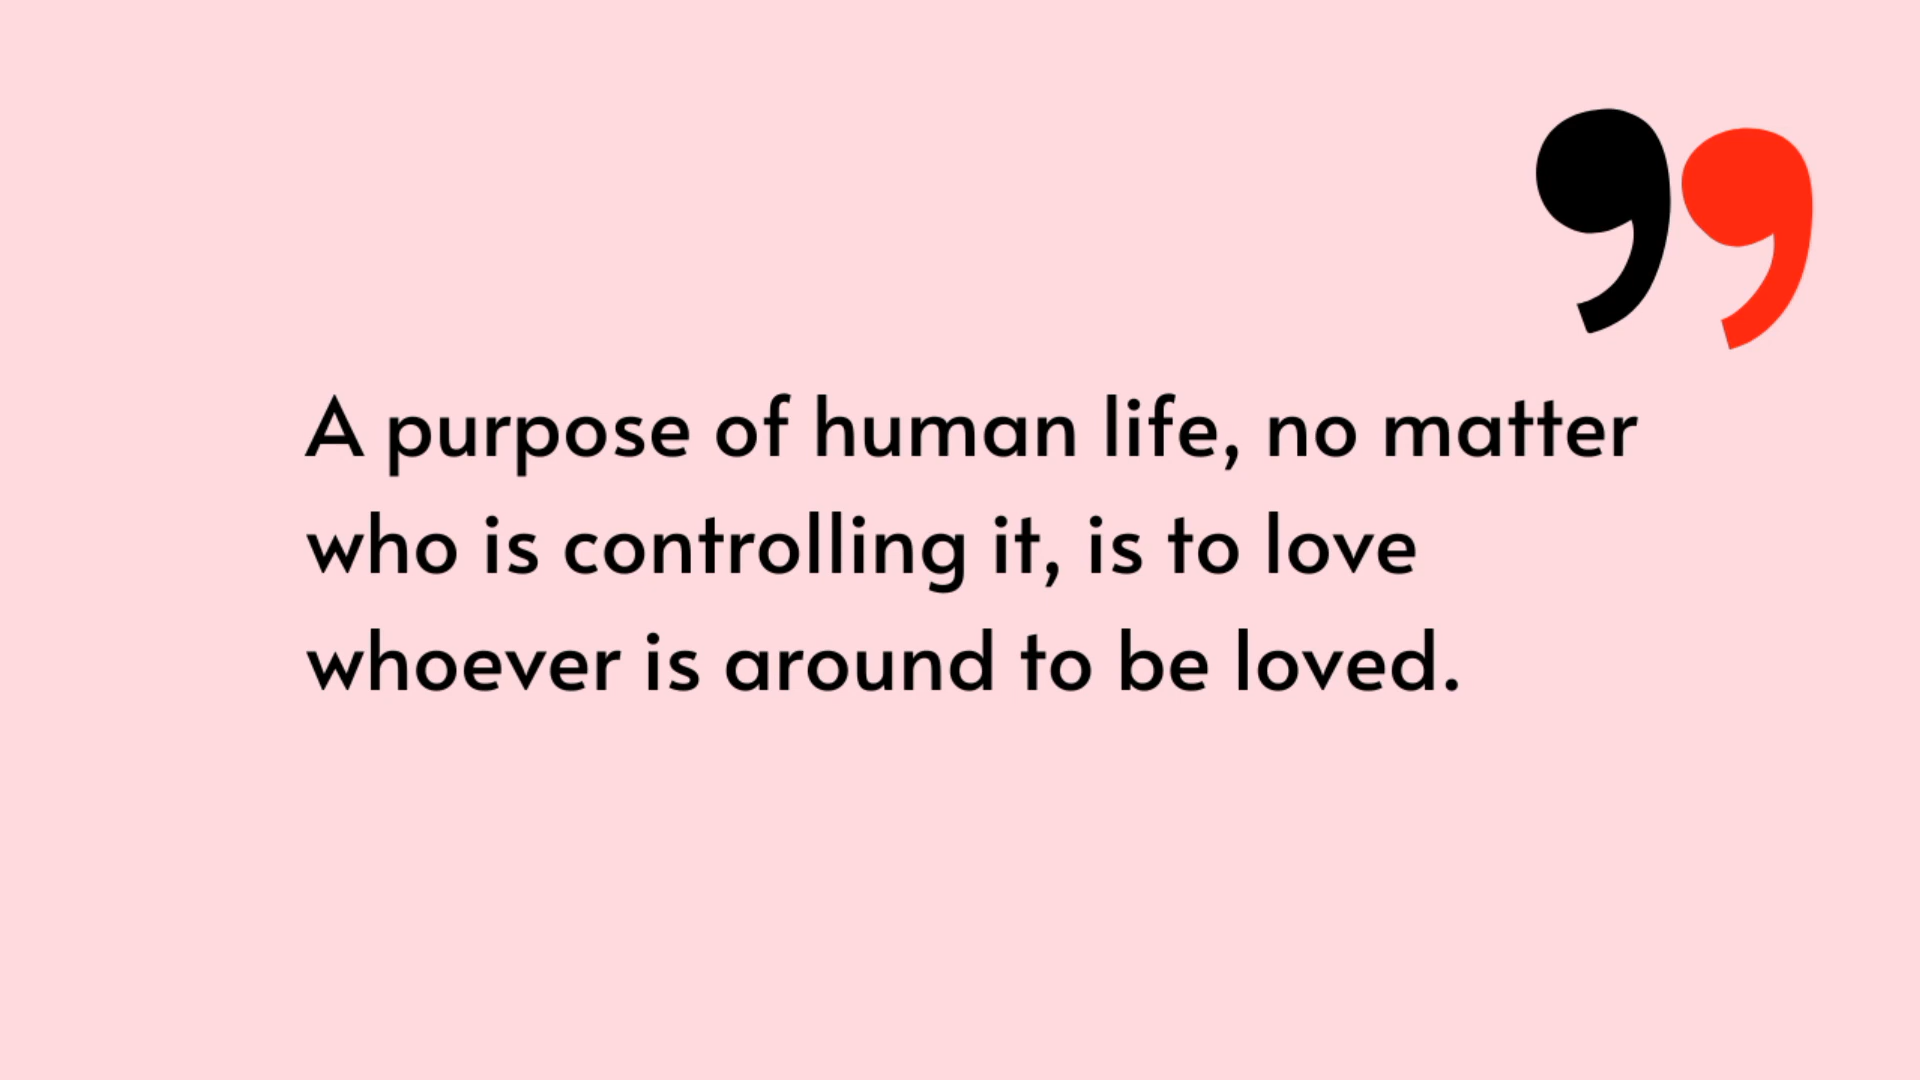 ”
A purpose of human life, no matter
who is controlling it, is to love
whoever is around to be loved.